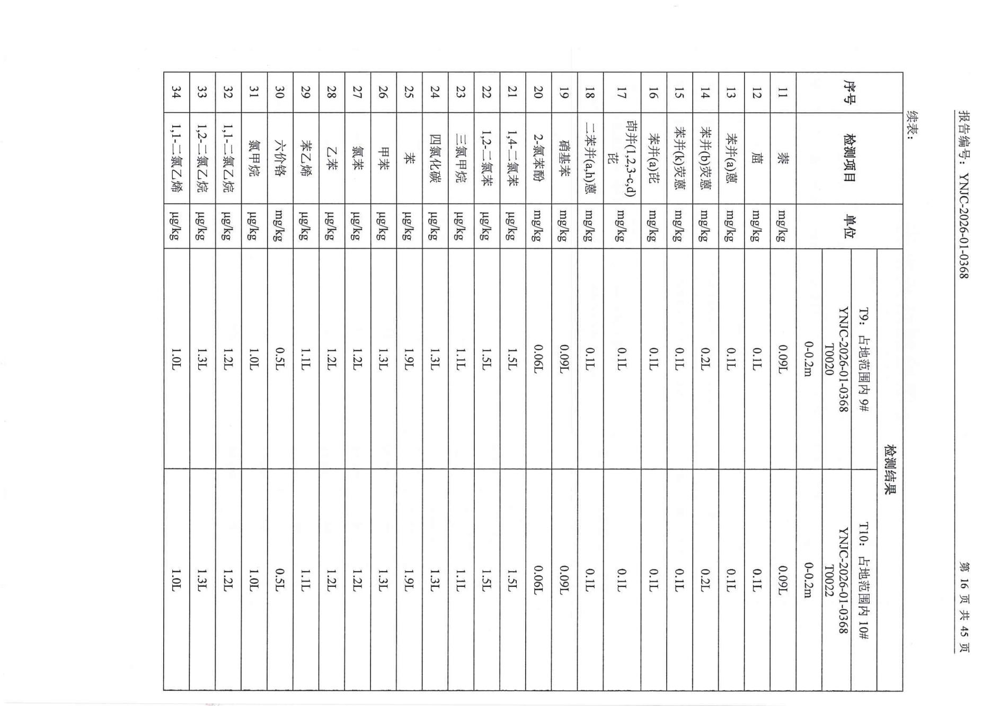 报告编号：YNJC-2026-01-0368 第 16 页 共 45 页
续表：
序号 检测项目 单位 检测结果
T9：占地范围内 9# T10：占地范围内 10#
YNJC-2026-01-0368 YNJC-2026-01-0368
T0020 T0022
0-0.2m 0-0.2m
11 萘 mg/kg 0.09L 0.09L
12 䓛 mg/kg 0.1L 0.1L
13 苯并(a)蒽 mg/kg 0.1L 0.1L
14 苯并(b)荧蒽 mg/kg 0.2L 0.2L
15 苯并(k)荧蒽 mg/kg 0.1L 0.1L
16 苯并(a)芘 mg/kg 0.1L 0.1L
17 茚并(1,2,3-c,d) mg/kg 0.1L 0.1L
芘
18 二苯并(a,h)蒽 mg/kg 0.1L 0.1L
19 硝基苯 mg/kg 0.09L 0.09L
20 2-氯苯酚 mg/kg 0.06L 0.06L
21 1,4-二氯苯 μg/kg 1.5L 1.5L
22 1,2-二氯苯 μg/kg 1.5L 1.5L
23 三氯甲烷 μg/kg 1.1L 1.1L
24 四氯化碳 μg/kg 1.3L 1.3L
25 苯 μg/kg 1.9L 1.9L
26 甲苯 μg/kg 1.3L 1.3L
27 氯苯 μg/kg 1.2L 1.2L
28 乙苯 μg/kg 1.2L 1.2L
29 苯乙烯 μg/kg 1.1L 1.1L
30 六价铬 mg/kg 0.5L 0.5L
31 氯甲烷 μg/kg 1.0L 1.0L
32 1,1-二氯乙烷 μg/kg 1.2L 1.2L
33 1,2-二氯乙烷 μg/kg 1.3L 1.3L
34 1,1-二氯乙烯 μg/kg 1.0L 1.0L